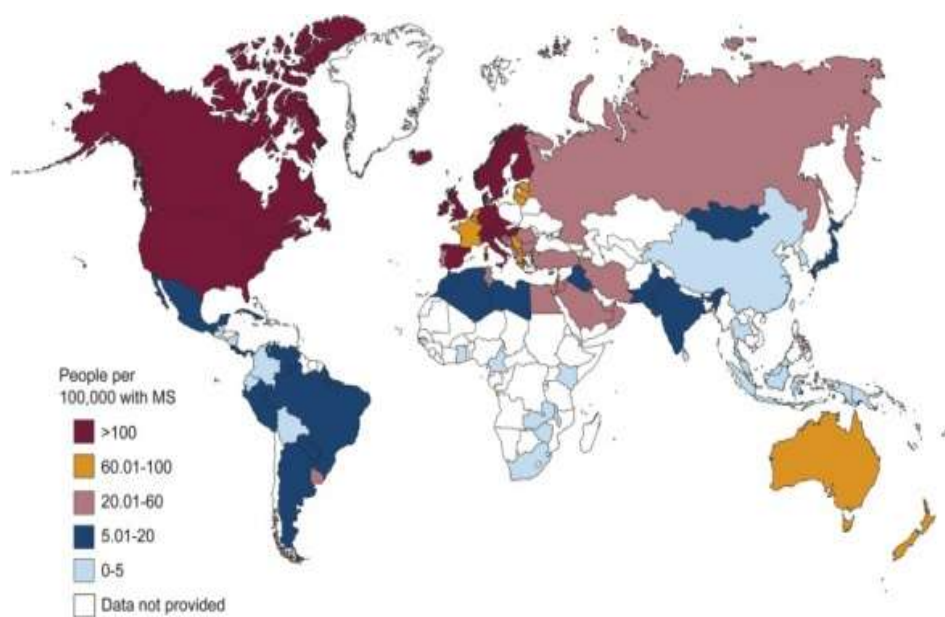 People per
100,000 with MS
>100
60.01-100
20.01-60
5.01-20
0-5
Data not provided